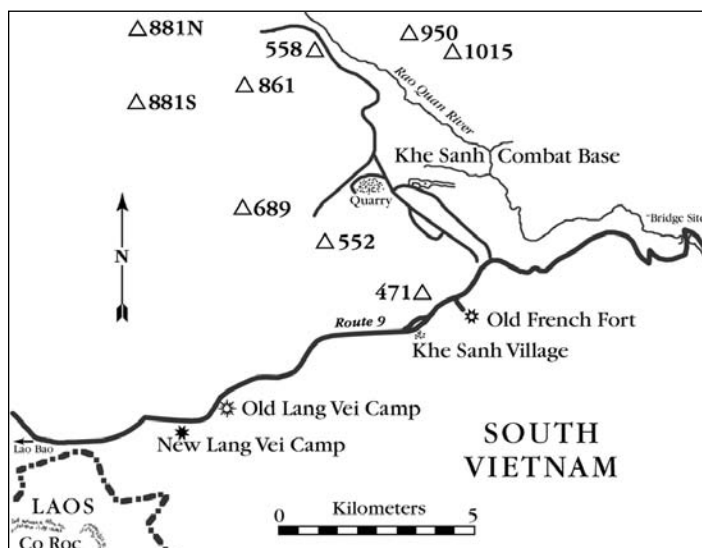 881N
558
950
1015
861
881S
Rao Quan River
Khe Sanh Combat Base
Quarry
689
"Bridge Site"
552
N
471
Route 9
Old French Fort
Khe Sanh Village
Old Lang Vei Camp
New Lang Vei Camp
Lao Bao
SOUTH
VIETNAM
LAOS
Co Roc
Kilometers
0
5